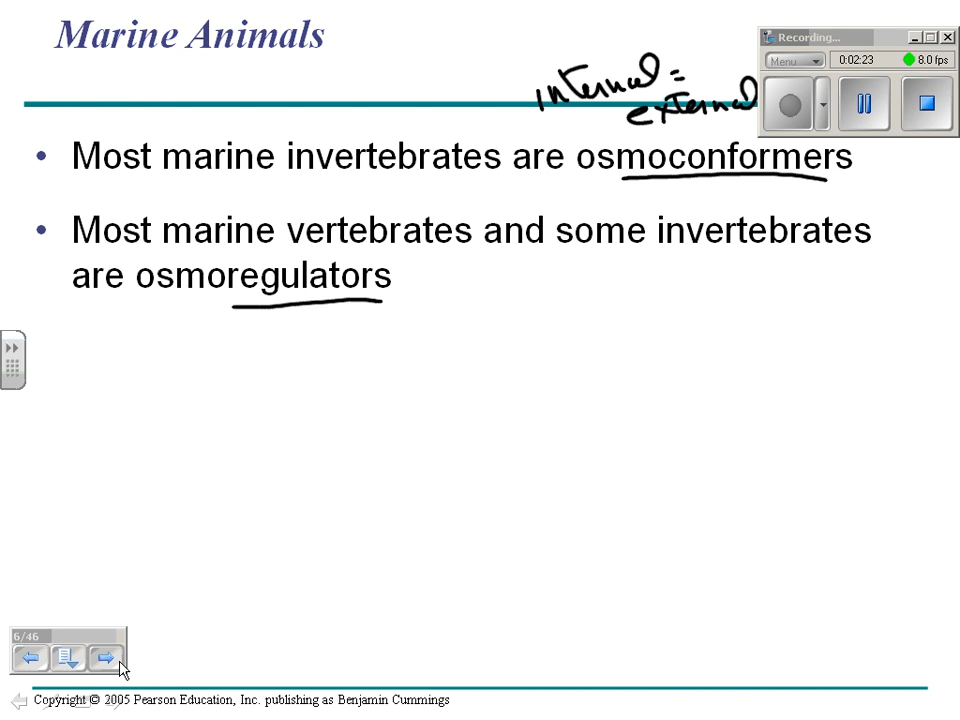 Marine Animals
internal =
external
Recording...
Menu
0:02:23
8.0 fps
• Most marine invertebrates are osmoconformers
• Most marine vertebrates and some invertebrates
are osmoregulators
6/46
Copyright © 2005 Pearson Education, Inc. publishing as Benjamin Cummings